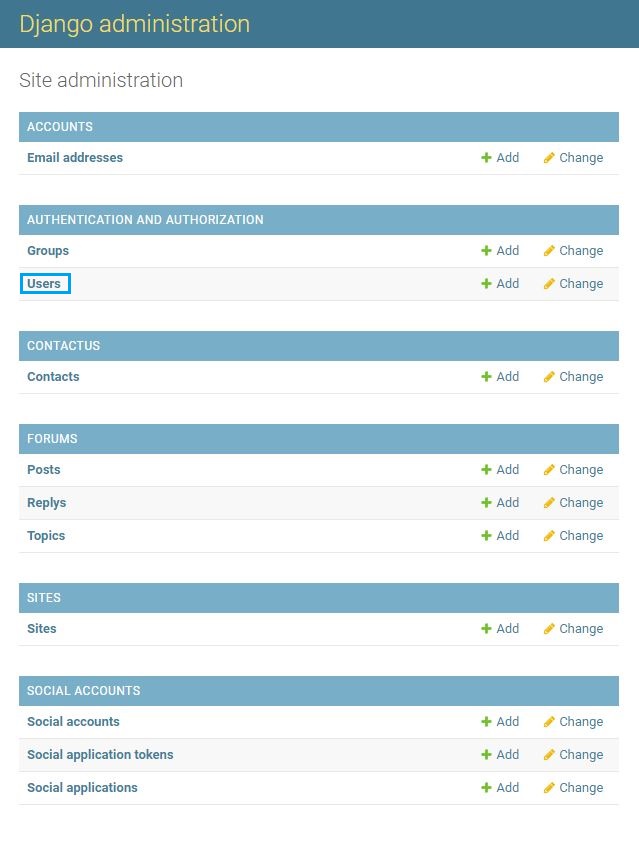 Django administration
Site administration
ACCOUNTS
Email addresses Add Change
AUTHENTICATION AND AUTHORIZATION
Groups Add Change
Users Add Change
CONTACTUS
Contacts Add Change
FORUMS
Posts Add Change
Replys Add Change
Topics Add Change
SITES
Sites Add Change
SOCIAL ACCOUNTS
Social accounts Add Change
Social application tokens Add Change
Social applications Add Change